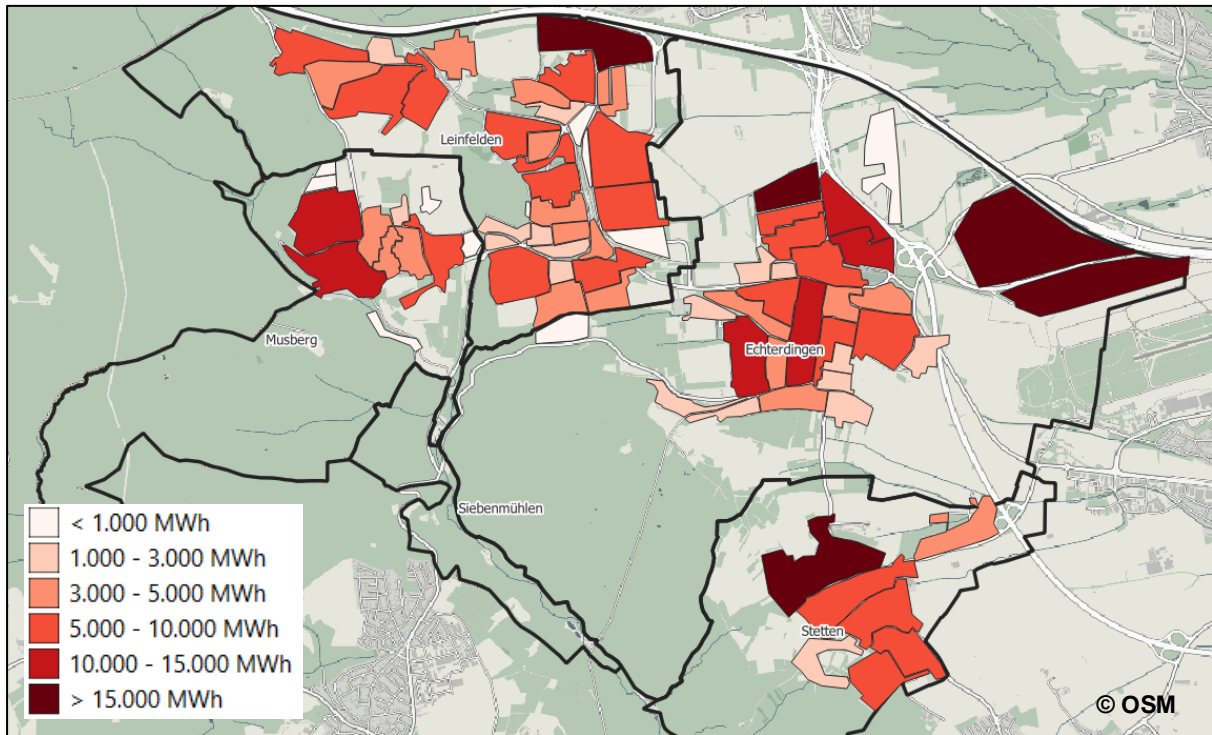 Leinfelden
Musberg
Echterdingen
Siebenmühlen
Stetten
< 1.000 MWh
1.000 - 3.000 MWh
3.000 - 5.000 MWh
5.000 - 10.000 MWh
10.000 - 15.000 MWh
> 15.000 MWh
© OSM